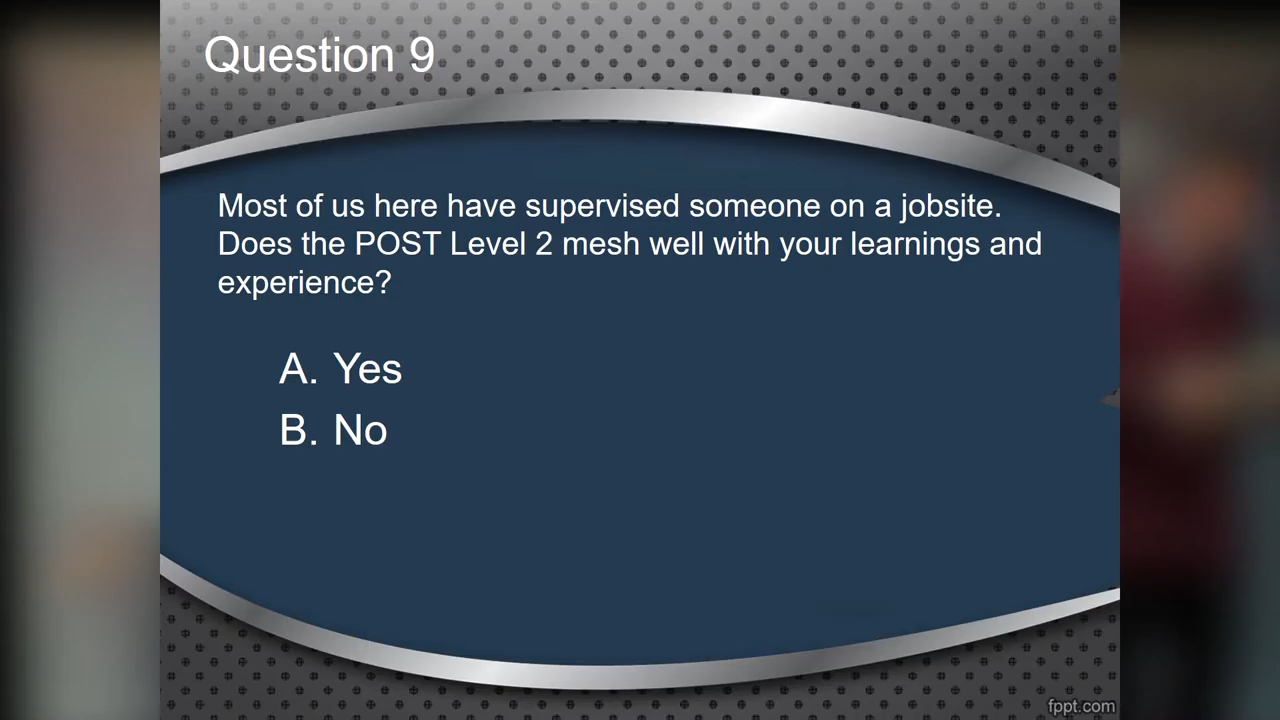 Question 9
Most of us here have supervised someone on a jobsite.
Does the POST Level 2 mesh well with your learnings and
experience?
A. Yes
B. No
fppt.com